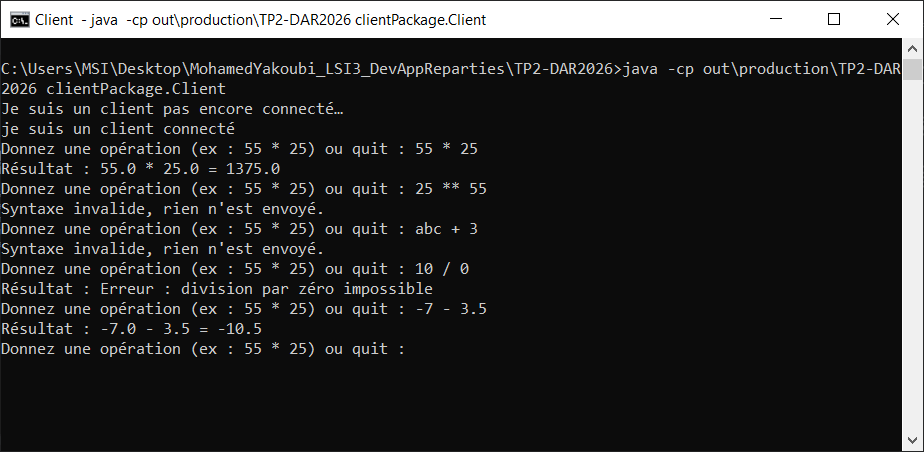 Client - java -cp out\production\TP2-DAR2026 clientPackage.Client
C:\Users\MSI\Desktop\MohamedYakoubi_LSI3_DevAppReparties\TP2-DAR2026>java -cp out\production\TP2-DAR
2026 clientPackage.Client
Je suis un client pas encore connecté…
je suis un client connecté
Donnez une opération (ex : 55 * 25) ou quit : 55 * 25
Résultat : 55.0 * 25.0 = 1375.0
Donnez une opération (ex : 55 * 25) ou quit : 25 ** 55
Syntaxe invalide, rien n'est envoyé.
Donnez une opération (ex : 55 * 25) ou quit : abc + 3
Syntaxe invalide, rien n'est envoyé.
Donnez une opération (ex : 55 * 25) ou quit : 10 / 0
Résultat : Erreur : division par zéro impossible
Donnez une opération (ex : 55 * 25) ou quit : -7 - 3.5
Résultat : -7.0 - 3.5 = -10.5
Donnez une opération (ex : 55 * 25) ou quit :